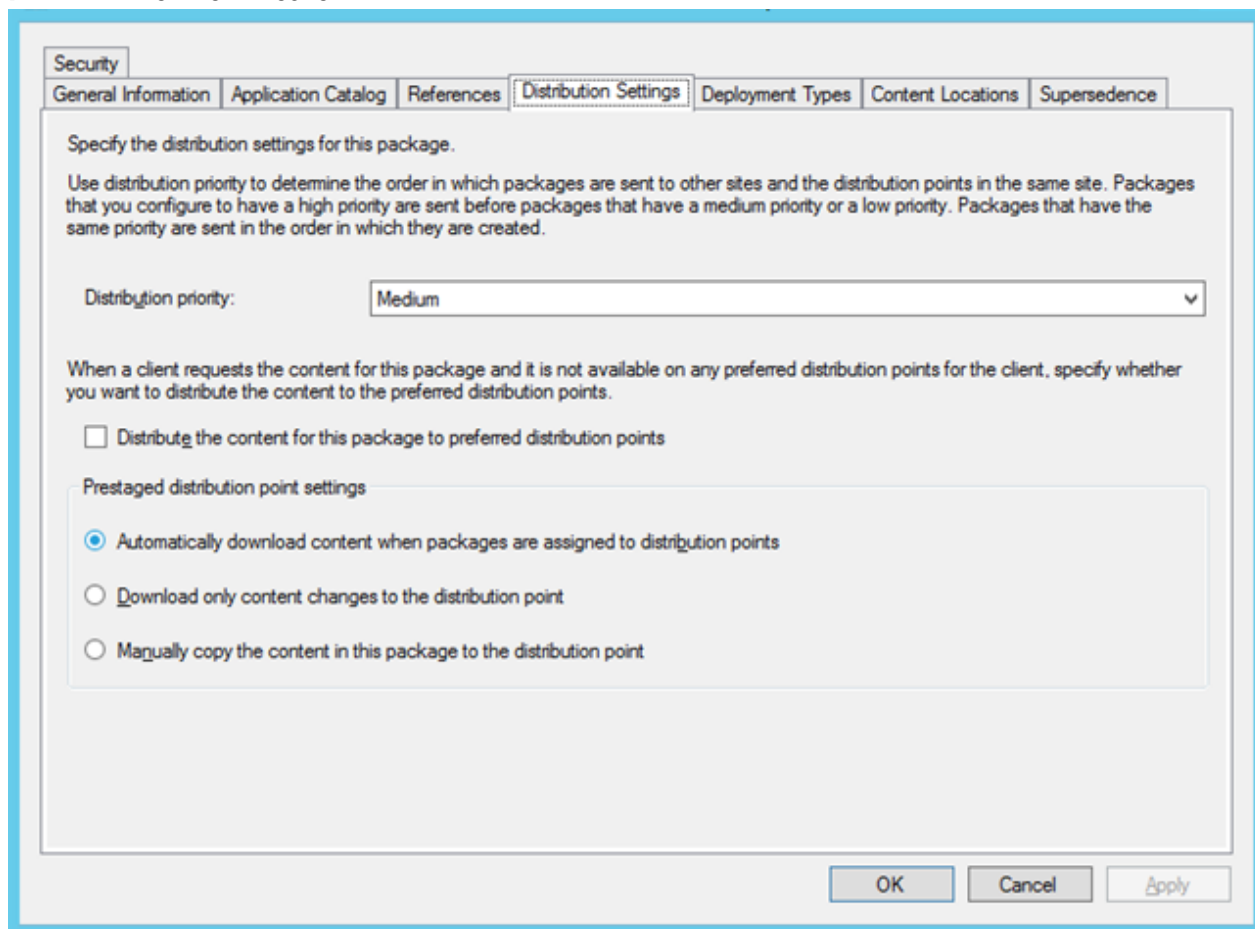 Security
General Information Application Catalog References Distribution Settings Deployment Types Content Locations Supersedence
Specify the distribution settings for this package.
Use distribution priority to determine the order in which packages are sent to other sites and the distribution points in the same site. Packages
that you configure to have a high priority are sent before packages that have a medium priority or a low priority. Packages that have the
same priority are sent in the order in which they are created.
Distribution priority: Medium
When a client requests the content for this package and it is not available on any preferred distribution points for the client, specify whether
you want to distribute the content to the preferred distribution points.
Distribute the content for this package to preferred distribution points
Prestaged distribution point settings
Automatically download content when packages are assigned to distribution points
Download only content changes to the distribution point
Manually copy the content in this package to the distribution point
OK Cancel Apply